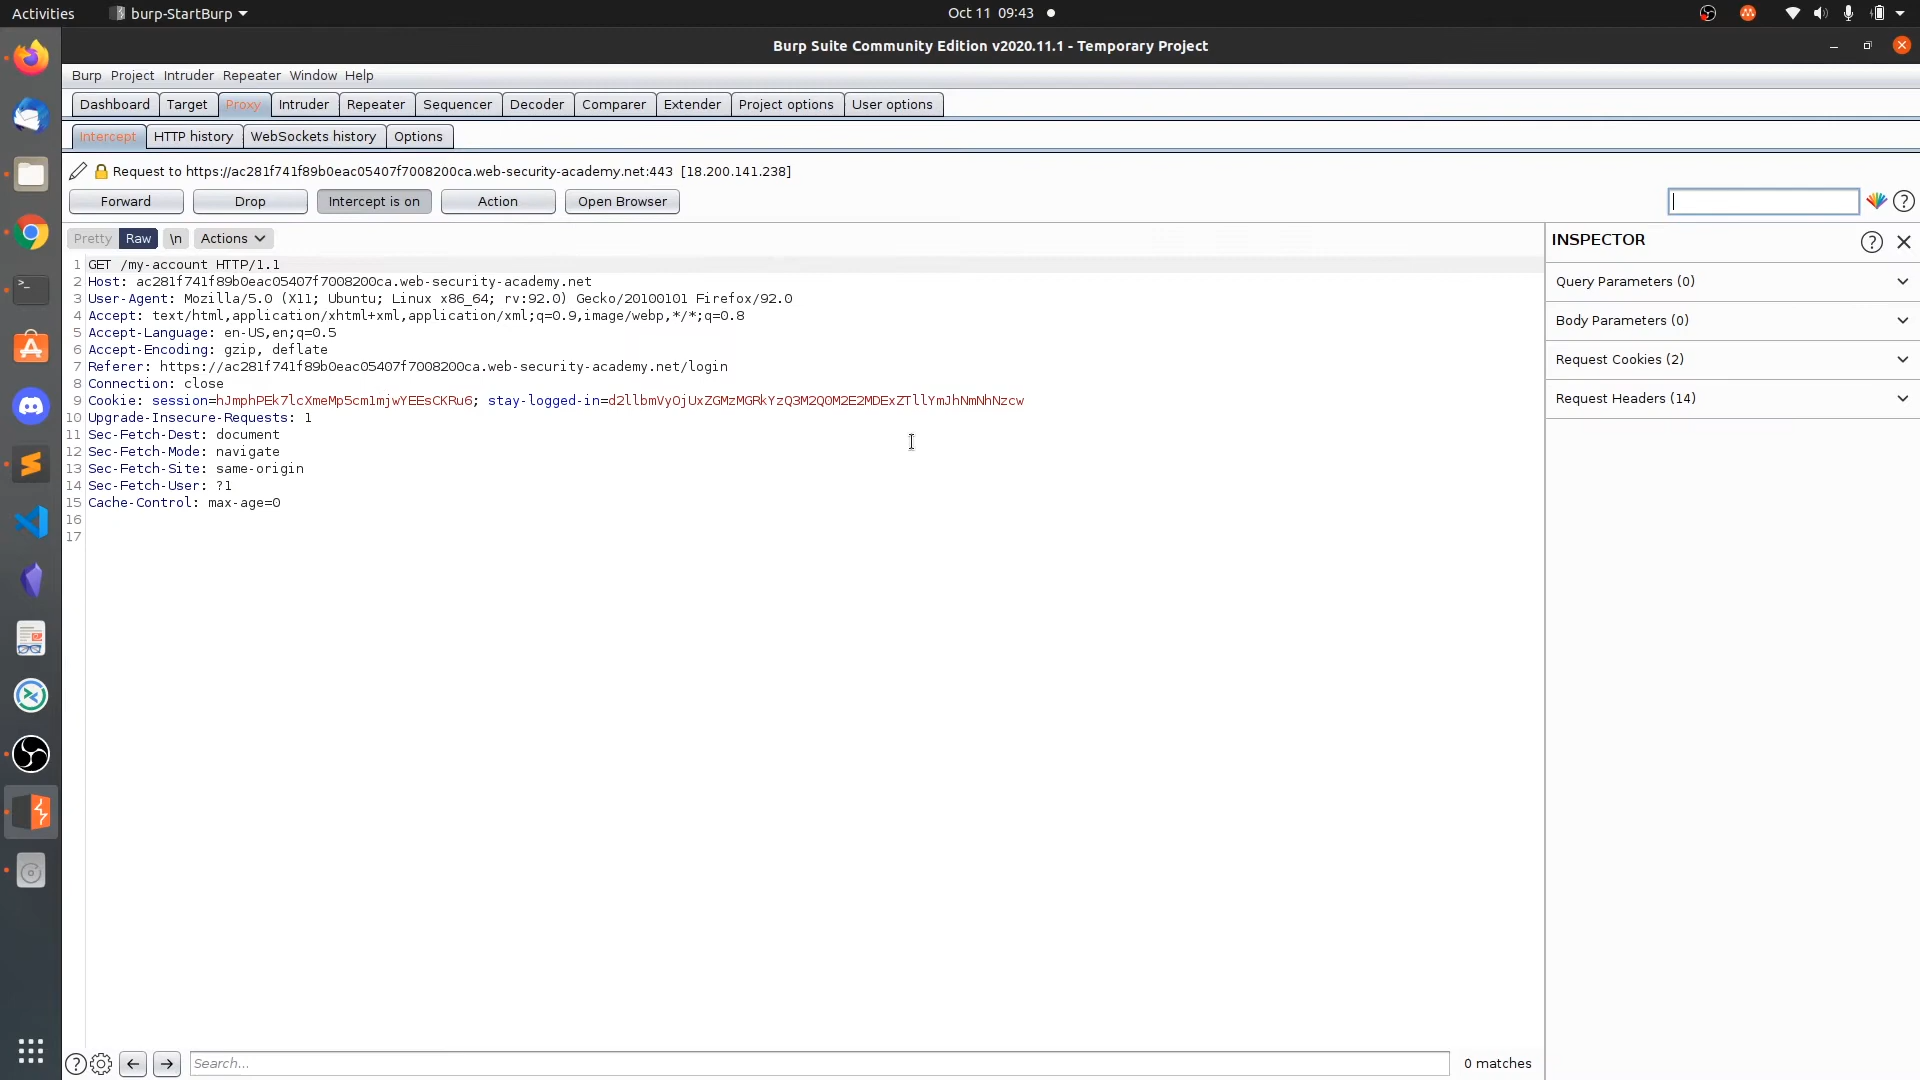 Activities burp-StartBurp Oct 11 09:43
Burp Suite Community Edition v2020.11.1 - Temporary Project
Burp Project Intruder Repeater Window Help
Dashboard Target Proxy Intruder Repeater Sequencer Decoder Comparer Extender Project options User options
Intercept HTTP history WebSockets history Options
Request to https://ac281f741f89b0eac05407f7008200ca.web-security-academy.net:443 [18.200.141.238]
Forward Drop Intercept is on Action Open Browser ?
Pretty Raw \n Actions
INSPECTOR ?
1 GET /my-account HTTP/1.1
2 Host: ac281f741f89b0eac05407f7008200ca.web-security-academy.net
3 User-Agent: Mozilla/5.0 (X11; Ubuntu; Linux x86_64; rv:92.0) Gecko/20100101 Firefox/92.0
4 Accept: text/html,application/xhtml+xml,application/xml;q=0.9,image/webp,*/*;q=0.8
5 Accept-Language: en-US,en;q=0.5
6 Accept-Encoding: gzip, deflate
7 Referer: https://ac281f741f89b0eac05407f7008200ca.web-security-academy.net/login
8 Connection: close
9 Cookie: session=hJmphPEk7lcXmeMp5cm1mjwYEEsCKRu6; stay-logged-in=d2llbmVyOjUxZGMzMGRkYzQ3M2Q0M2E2MDExZTllYmJhNmNhNzcw
10 Upgrade-Insecure-Requests: 1
11 Sec-Fetch-Dest: document
12 Sec-Fetch-Mode: navigate
13 Sec-Fetch-Site: same-origin
14 Sec-Fetch-User: ?1
15 Cache-Control: max-age=0
16
17
Query Parameters (0)
Body Parameters (0)
Request Cookies (2)
Request Headers (14)
? Search... 0 matches